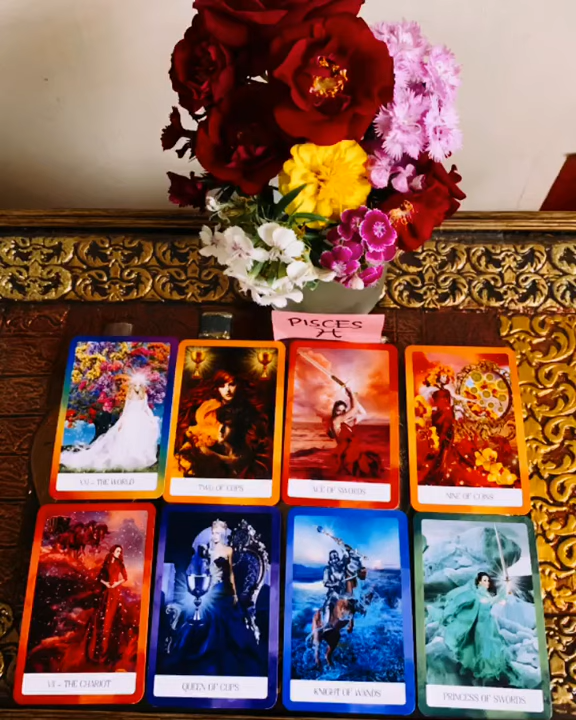 PISCES
♓
XXI - THE WORLD
TWO OF CUPS
ACE OF SWORDS
NINE OF COINS
VII - THE CHARIOT
QUEEN OF CUPS
KNIGHT OF WANDS
PRINCESS OF SWORDS